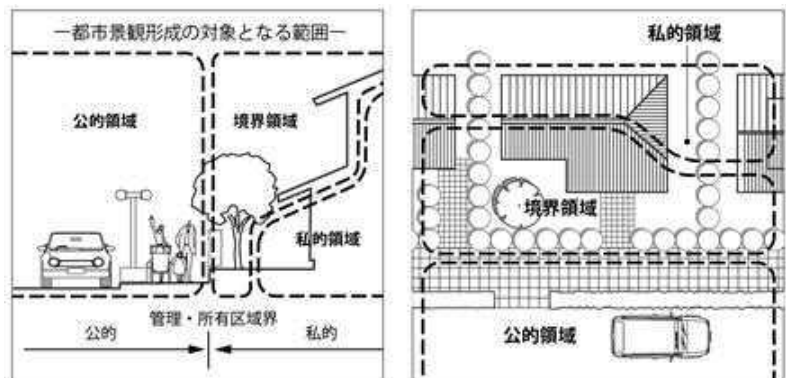 ―都市景観形成の対象となる範囲―
公的領域
境界領域
私的領域
管理・所有区域界
公的
私的
私的領域
境界領域
公的領域